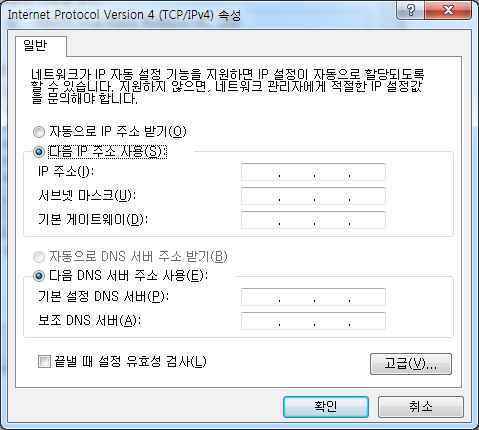 Internet Protocol Version 4 (TCP/IPv4) 속성
일반
네트워크가 IP 자동 설정 기능을 지원하면 IP 설정이 자동으로 할당되도록
할 수 있습니다. 지원하지 않으면, 네트워크 관리자에게 적절한 IP 설정값
을 문의해야 합니다.
자동으로 IP 주소 받기(O)
다음 IP 주소 사용(S):
IP 주소(I):
서브넷 마스크(U):
기본 게이트웨이(D):
자동으로 DNS 서버 주소 받기(B)
다음 DNS 서버 주소 사용(E):
기본 설정 DNS 서버(P):
보조 DNS 서버(A):
끝낼 때 설정 유효성 검사(L)
고급(V)...
확인
취소